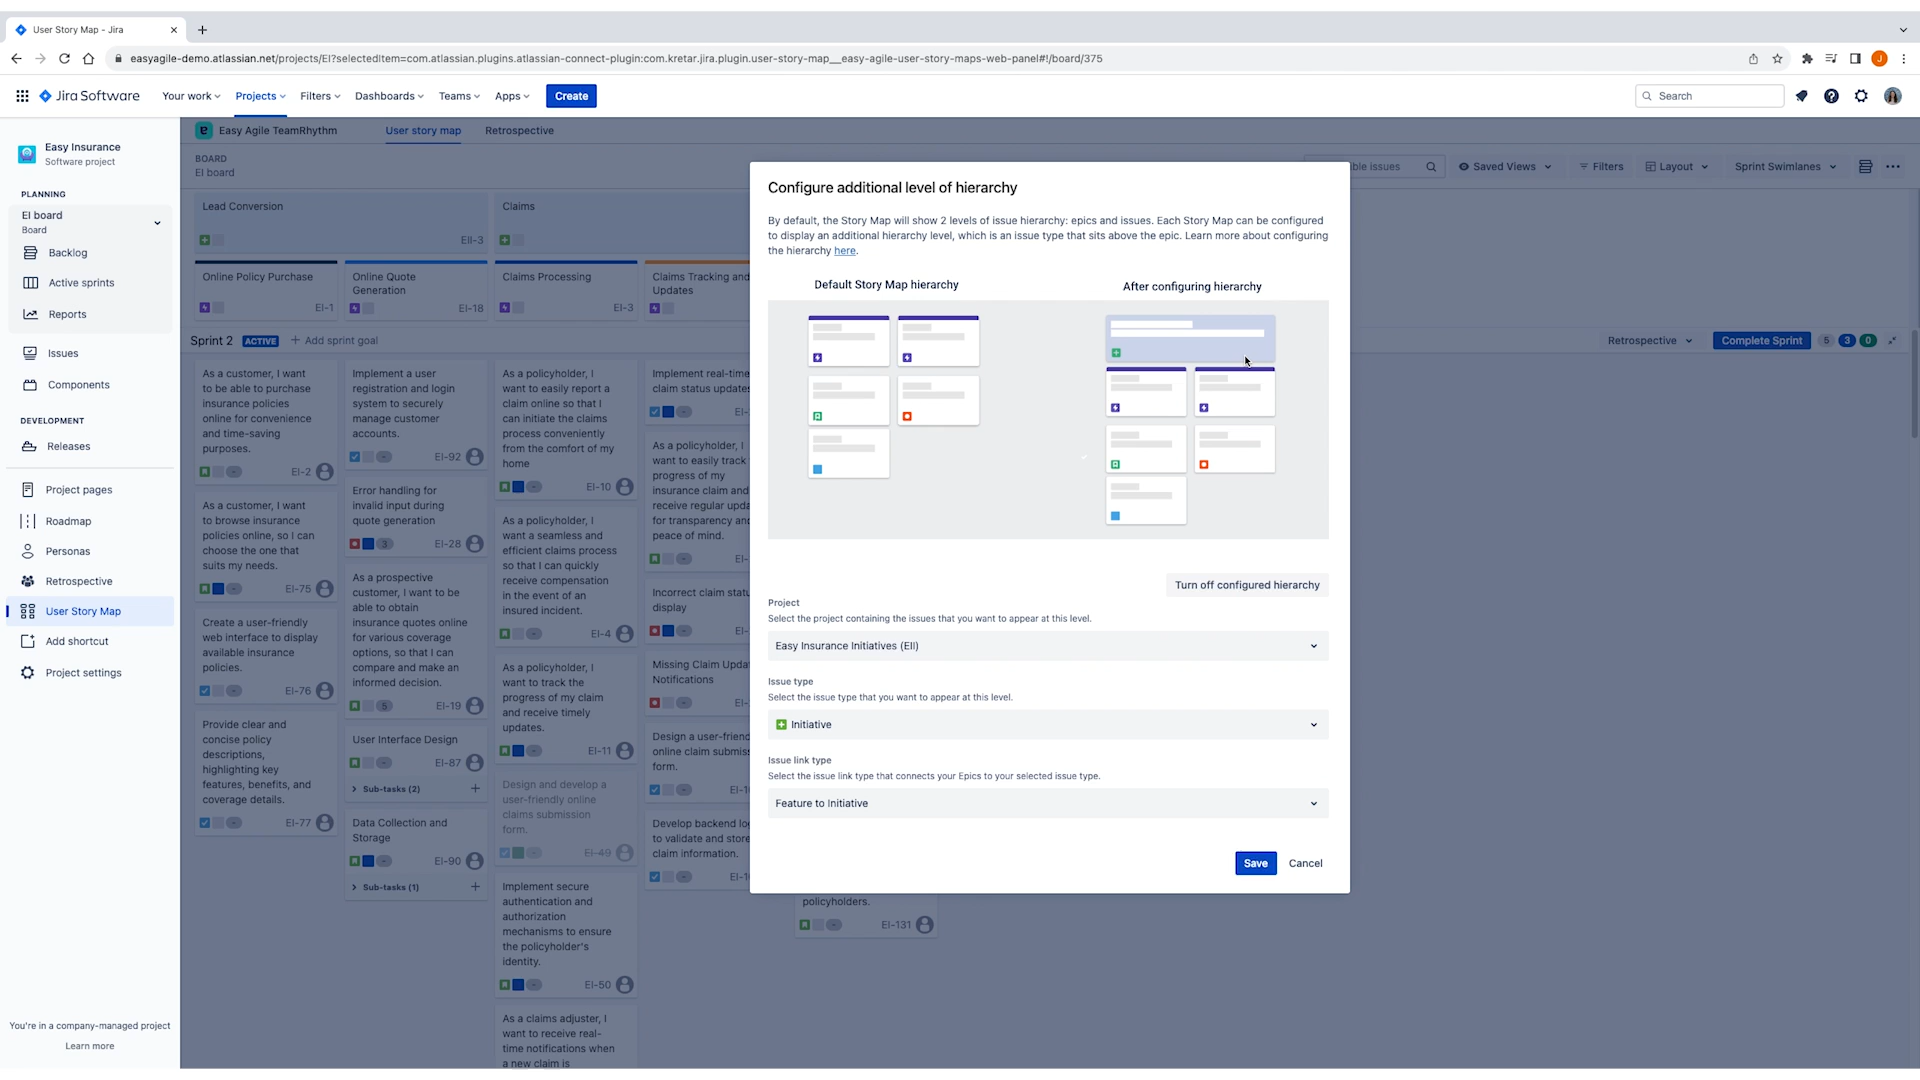 User Story Map - Jira
easyagile-demo.atlassian.net/projects/EI?selectedItem=com.atlassian.plugins.atlassian-connect-plugin:com.kretar.jira.plugin.user-story-map__easy-agile-user-story-maps-web-panel#!/board/375
J
Jira Software
Your work
Projects
Filters
Dashboards
Teams
Apps
Create
Search
Easy Insurance
Software project
PLANNING
EI board
Board
Backlog
Active sprints
Reports
Issues
Components
DEVELOPMENT
Releases
Project pages
Roadmap
Personas
Retrospective
User Story Map
Add shortcut
Project settings
You're in a company-managed project
Learn more
Easy Agile TeamRhythm
User story map
Retrospective
BOARD
EI board
Saved Views
Filters
Layout
Sprint Swimlanes
Lead Conversion
EII-3
Claims
Online Policy Purchase
EI-1
Online Quote
Generation
EI-18
Claims Processing
EI-3
Claims Tracking and
Updates
Sprint 2 ACTIVE + Add sprint goal
Retrospective
Complete Sprint
5 3 0
As a customer, I want
to be able to purchase
insurance policies
online for convenience
and time-saving
purposes.
EI-2
As a customer, I want
to browse insurance
policies online, so I can
choose the one that
suits my needs.
EI-75
Create a user-friendly
web interface to display
available insurance
policies.
EI-76
Provide clear and
concise policy
descriptions,
highlighting key
features, benefits, and
coverage details.
EI-77
Implement a user
registration and login
system to securely
manage customer
accounts.
EI-92
Error handling for
invalid input during
quote generation
3 EI-28
As a prospective
customer, I want to be
able to obtain
insurance quotes online
for various coverage
options, so that I can
compare and make an
informed decision.
5 EI-19
User Interface Design
EI-87
Sub-tasks (2)
Data Collection and
Storage
EI-90
Sub-tasks (1)
As a policyholder, I
want to easily report a
claim online so that I
can initiate the claims
process conveniently
from the comfort of my
home
EI-10
As a policyholder, I
want a seamless and
efficient claims process
so that I can quickly
receive compensation
in the event of an
insured incident.
EI-4
As a policyholder, I
want to track the
progress of my claim
and receive timely
updates.
EI-11
Design and develop a
user-friendly online
claims submission
form.
EI-49
Implement secure
authentication and
authorization
mechanisms to ensure
the policyholder's
identity.
EI-50
As a claims adjuster, I
want to receive real-
time notifications when
a new claim is
Implement real-time
claim status updates
As a policyholder, I
want to easily track
progress of my
insurance claim and
receive regular upda
for transparency and
peace of mind.
Incorrect claim statu
display
Missing Claim Upda
Notifications
Design a user-friend
online claim submiss
form.
Develop backend log
to validate and store
claim information.
policyholders.
EI-131
Configure additional level of hierarchy
By default, the Story Map will show 2 levels of issue hierarchy: epics and issues. Each Story Map can be configured
to display an additional hierarchy level, which is an issue type that sits above the epic. Learn more about configuring
the hierarchy here.
Default Story Map hierarchy
After configuring hierarchy
Turn off configured hierarchy
Project
Select the project containing the issues that you want to appear at this level.
Easy Insurance Initiatives (EII)
Issue type
Select the issue type that you want to appear at this level.
Initiative
Issue link type
Select the issue link type that connects your Epics to your selected issue type.
Feature to Initiative
Save
Cancel